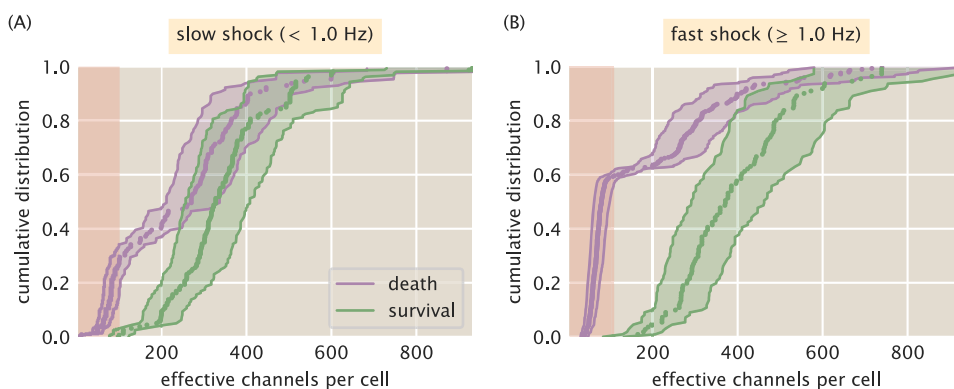 (A)
slow shock (< 1.0 Hz)
1.0
0.8
0.6
0.4
0.2
0.0
cumulative distribution
200
400
600
800
effective channels per cell
death
survival
(B)
fast shock (≥ 1.0 Hz)
1.0
0.8
0.6
0.4
0.2
0.0
cumulative distribution
200
400
600
800
effective channels per cell